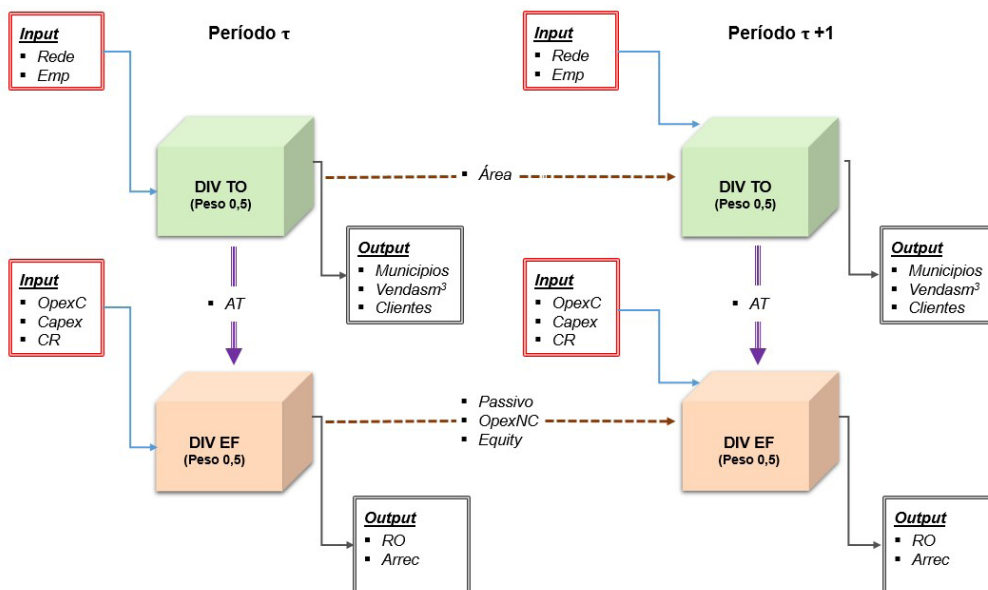 Período τ
Período τ +1
Input
▪ Rede
▪ Emp
DIV TO
(Peso 0,5)
▪ Área
Output
▪ Municipios
▪ Vendasm³
▪ Clientes
▪ AT
Input
▪ OpexC
▪ Capex
▪ CR
DIV EF
(Peso 0,5)
▪ Passivo
▪ OpexNC
▪ Equity
Output
▪ RO
▪ Arrec
Input
▪ Rede
▪ Emp
DIV TO
(Peso 0,5)
Output
▪ Municipios
▪ Vendasm³
▪ Clientes
▪ AT
Input
▪ OpexC
▪ Capex
▪ CR
DIV EF
(Peso 0,5)
Output
▪ RO
▪ Arrec